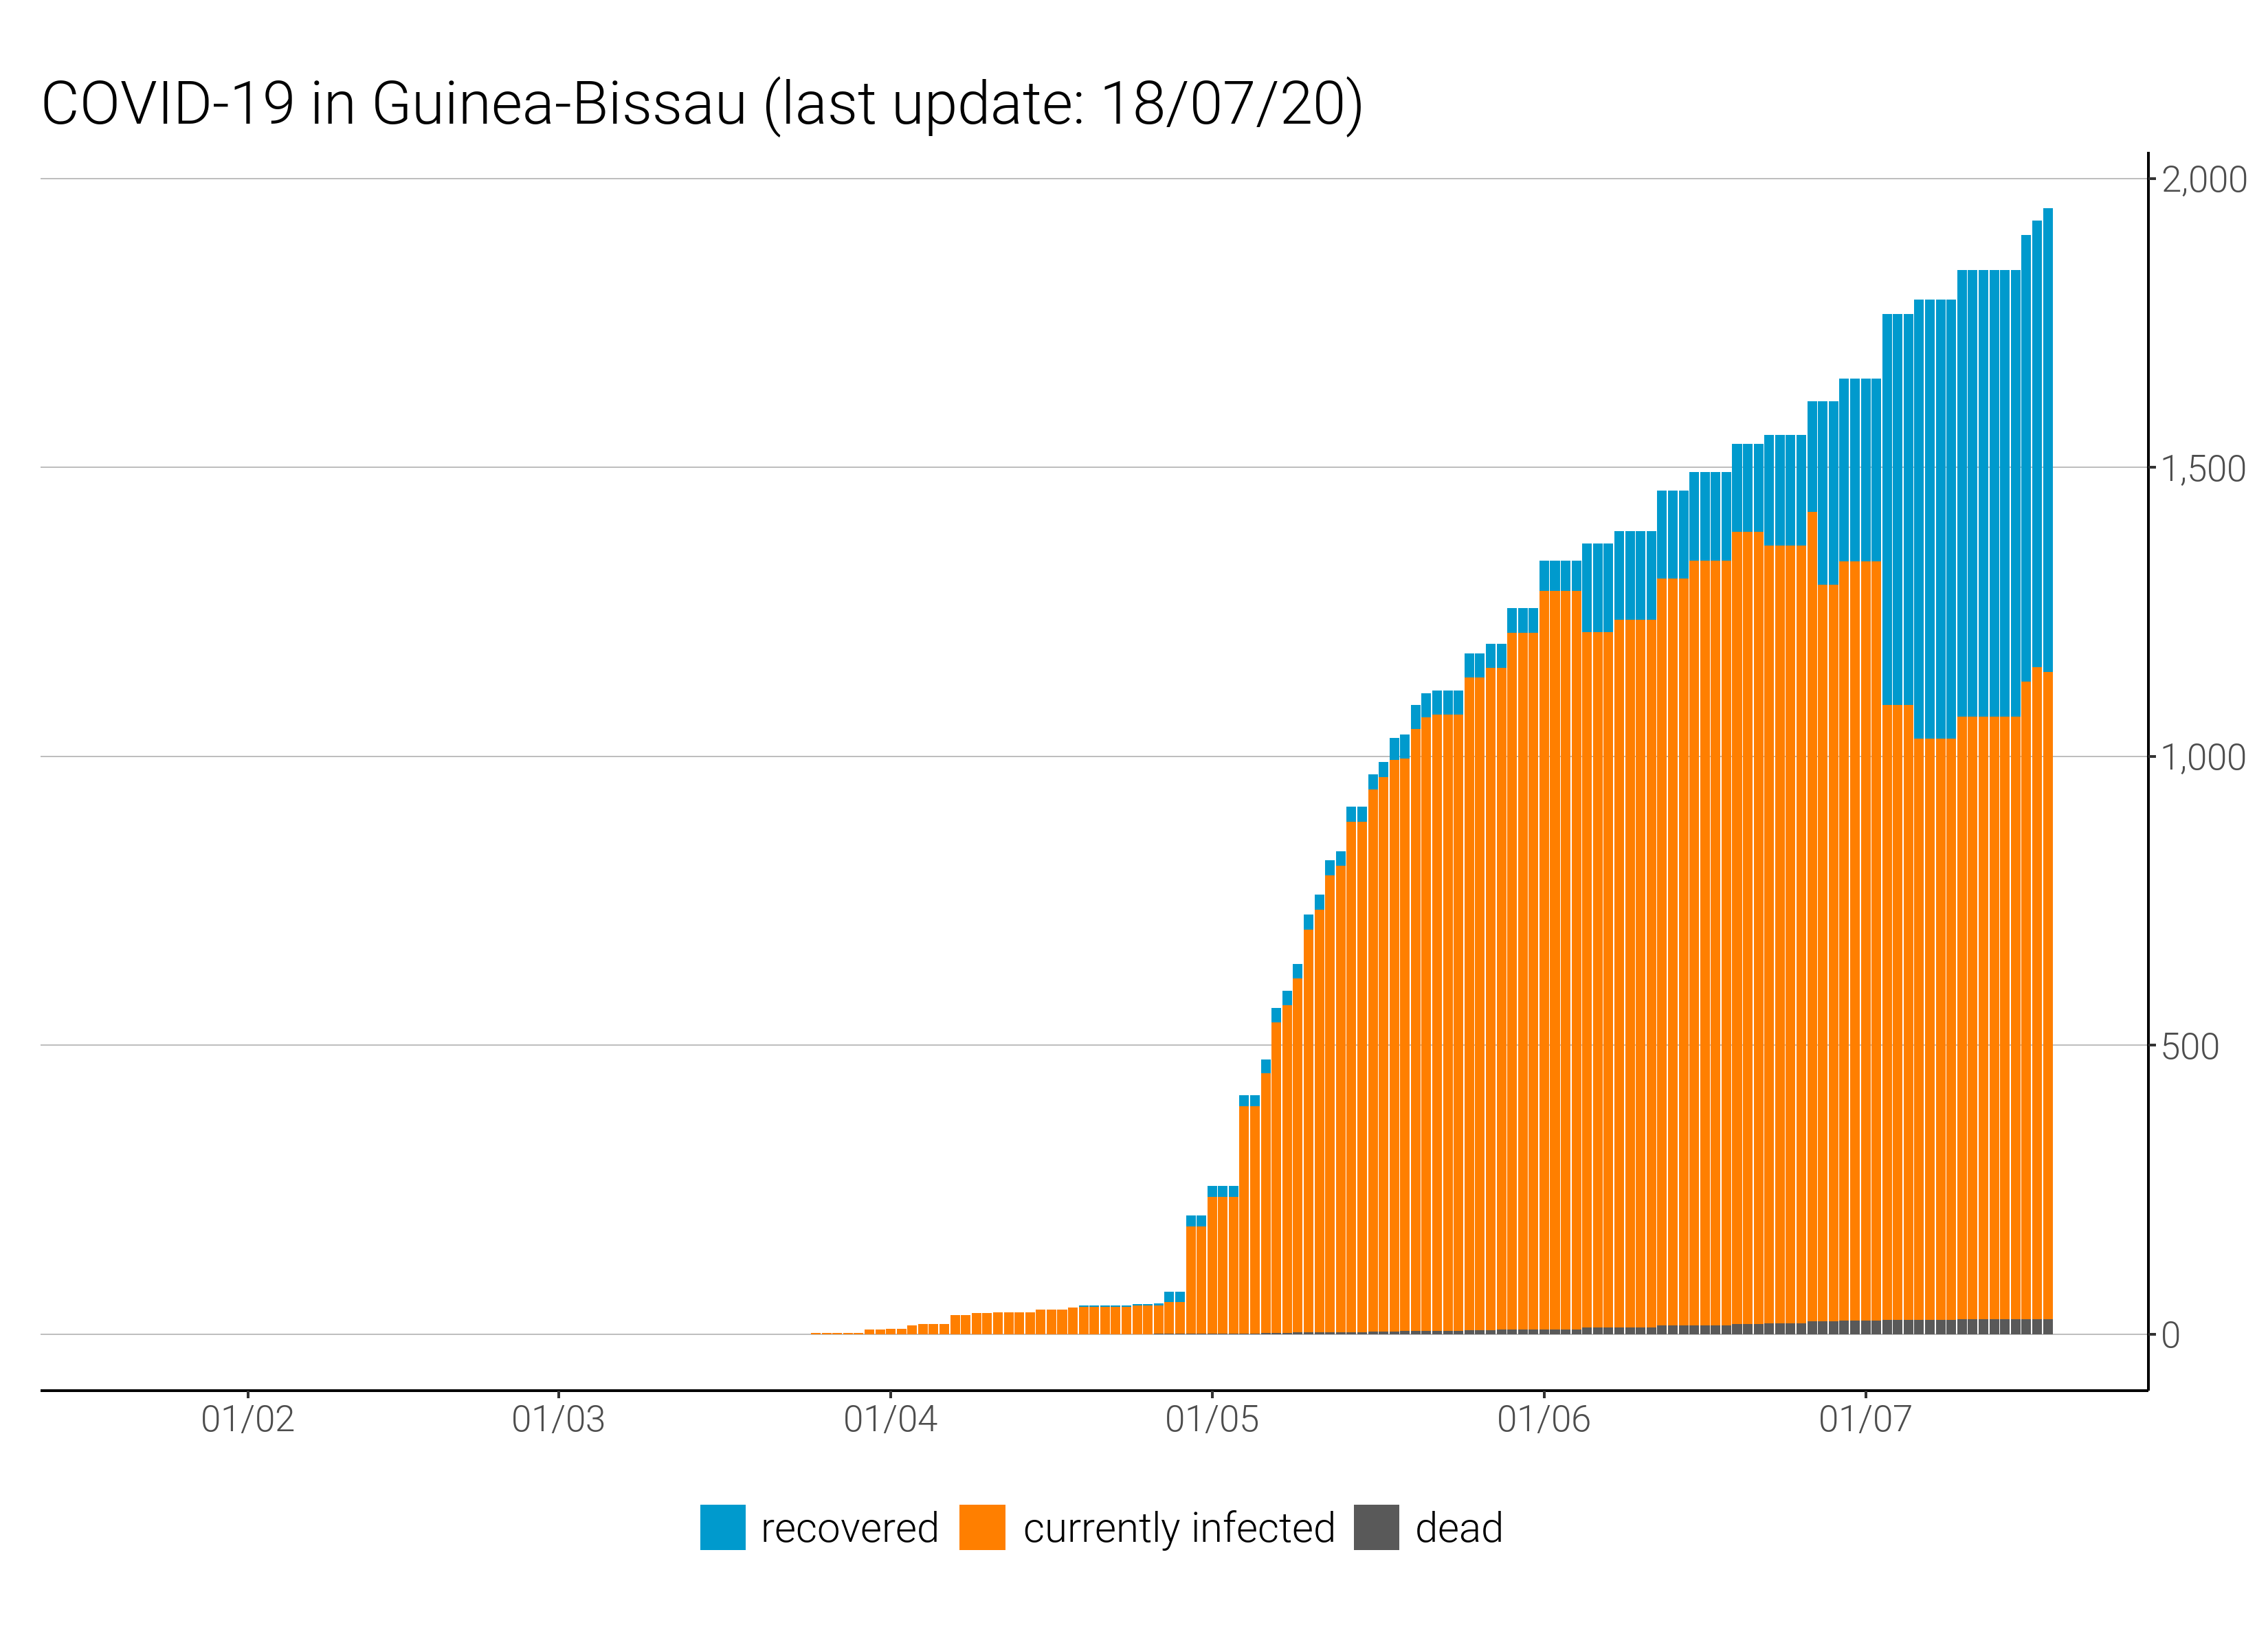 COVID-19 in Guinea-Bissau (last update: 18/07/20)
2,000
1,500
1,000
500
0
01/02 01/03 01/04 01/05 01/06 01/07
recovered currently infected dead